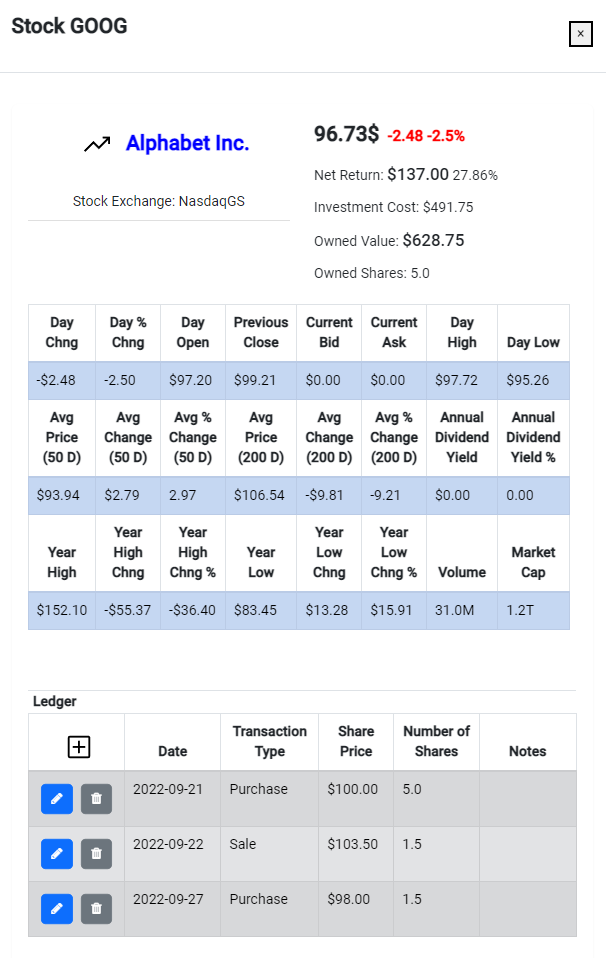 Stock GOOG
×
Alphabet Inc.
Stock Exchange: NasdaqGS
96.73$ -2.48 -2.5%
Net Return: $137.00 27.86%
Investment Cost: $491.75
Owned Value: $628.75
Owned Shares: 5.0
Day Chng Day % Chng Day Open Previous Close Current Bid Current Ask Day High Day Low
-$2.48 -2.50 $97.20 $99.21 $0.00 $0.00 $97.72 $95.26
Avg Price (50 D) Avg Change (50 D) Avg % Change (50 D) Avg Price (200 D) Avg Change (200 D) Avg % Change (200 D) Annual Dividend Yield Annual Dividend Yield %
$93.94 $2.79 2.97 $106.54 -$9.81 -9.21 $0.00 0.00
Year High Year High Chng Year High Chng % Year Low Year Low Chng Year Low Chng % Volume Market Cap
$152.10 -$55.37 -$36.40 $83.45 $13.28 $15.91 31.0M 1.2T
Ledger
Date Transaction Type Share Price Number of Shares Notes
2022-09-21 Purchase $100.00 5.0
2022-09-22 Sale $103.50 1.5
2022-09-27 Purchase $98.00 1.5